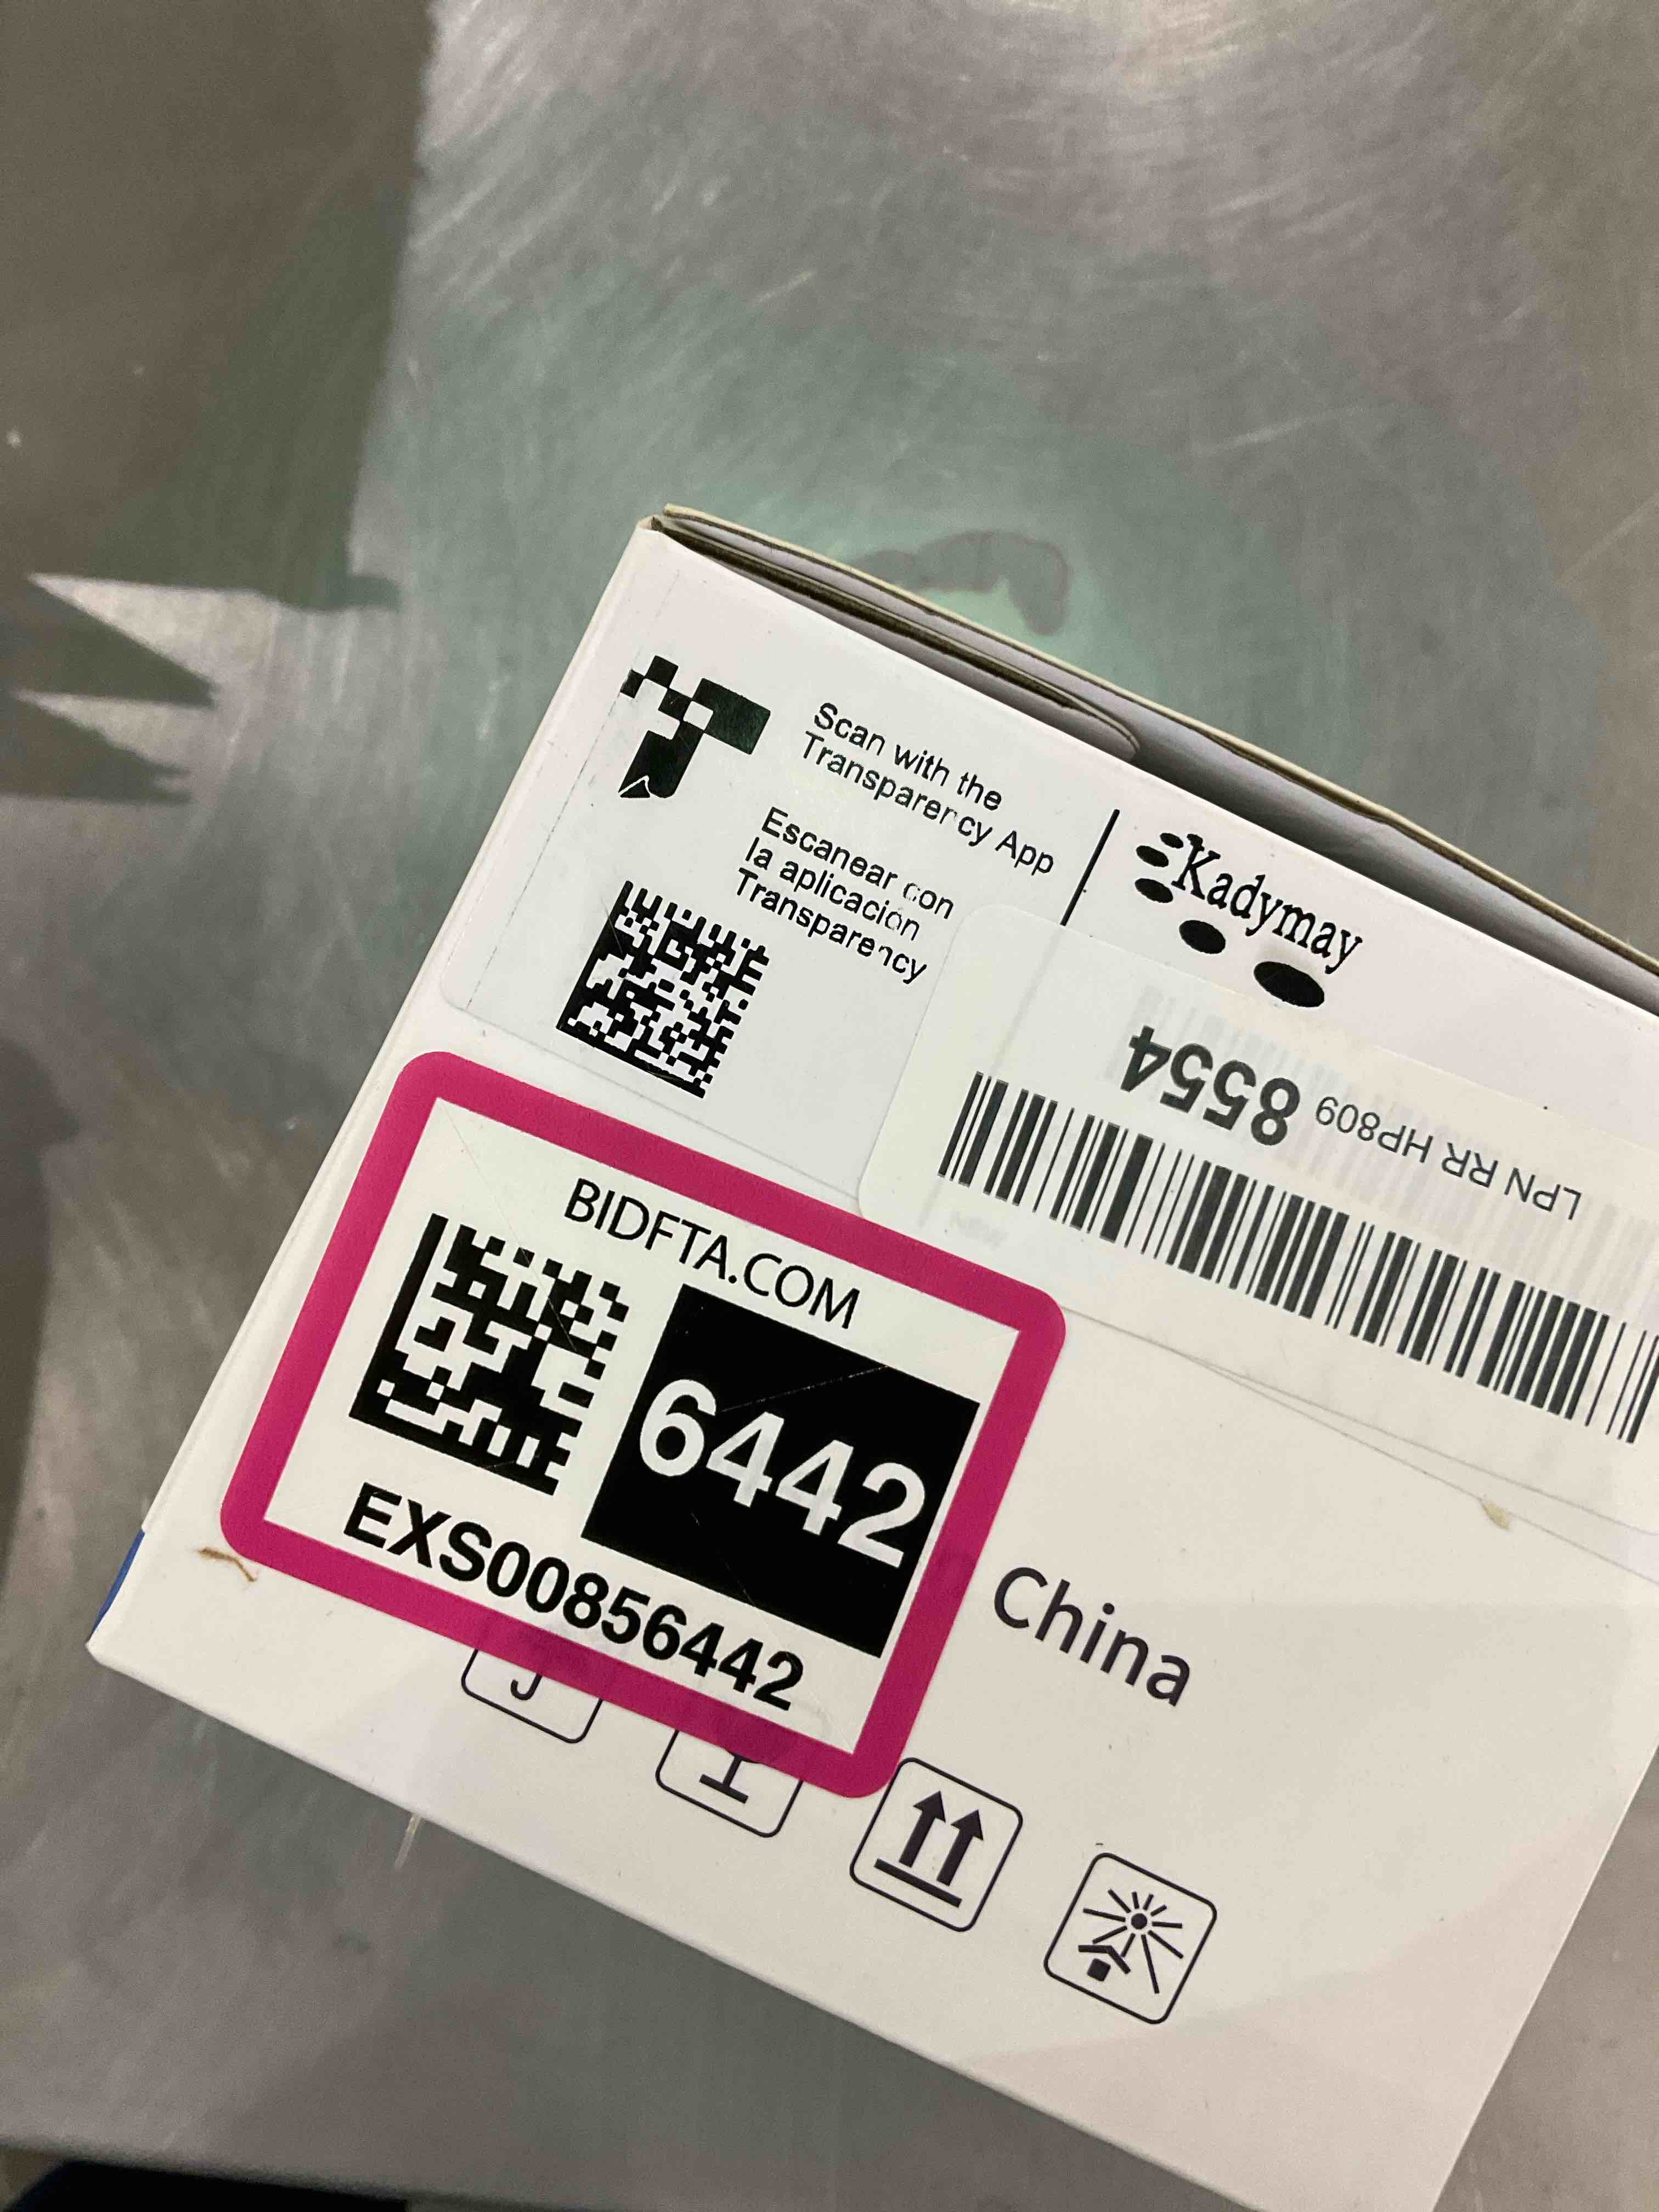 Scan with the
Transparency App
Escanear con
la aplicación
Transparency
Kadymay
LPN RR HP809 8554
BIDFTA.COM
6442
EXS00856442
China